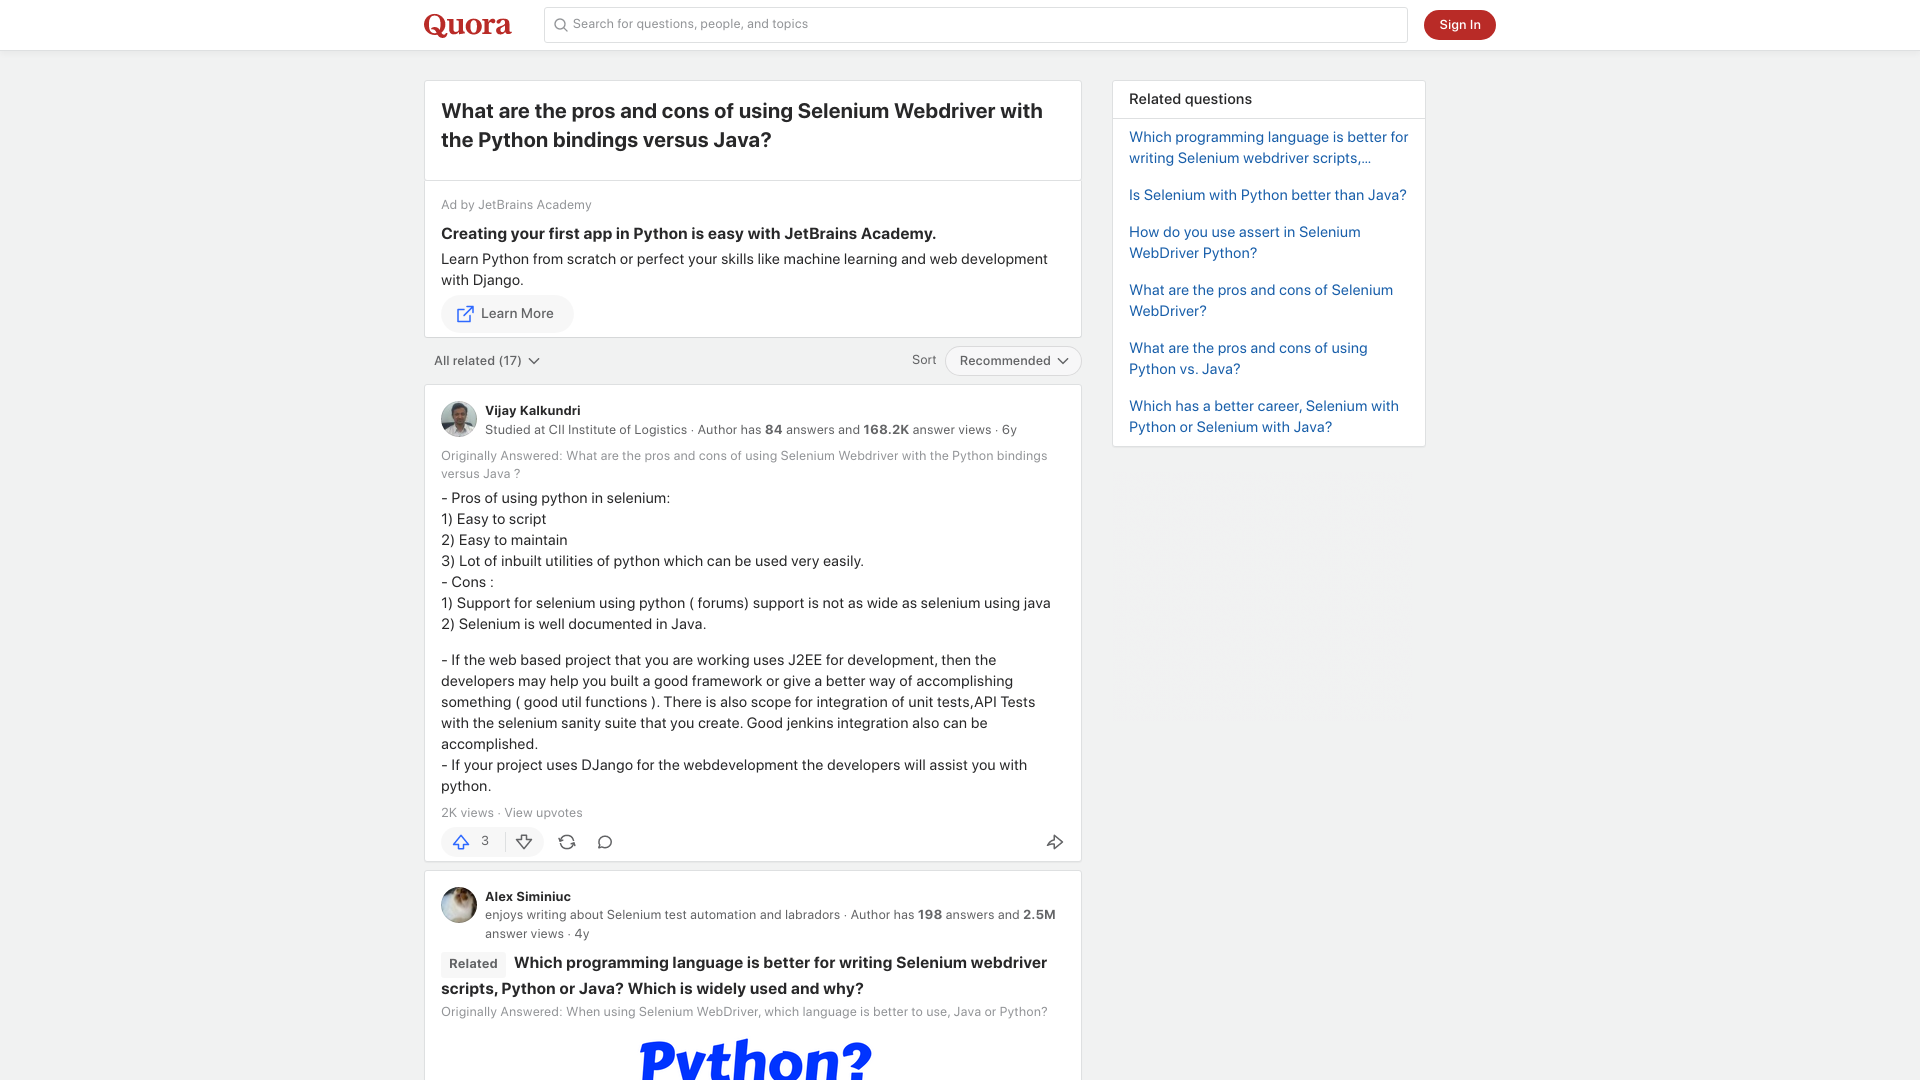 Quora
Search for questions, people, and topics
Sign In
What are the pros and cons of using Selenium Webdriver with
the Python bindings versus Java?
Ad by JetBrains Academy
Creating your first app in Python is easy with JetBrains Academy.
Learn Python from scratch or perfect your skills like machine learning and web development
with Django.
Learn More
All related (17)
Sort
Recommended
Vijay Kalkundri
Studied at CII Institute of Logistics · Author has 84 answers and 168.2K answer views · 6y
Originally Answered: What are the pros and cons of using Selenium Webdriver with the Python bindings
versus Java ?
- Pros of using python in selenium:
1) Easy to script
2) Easy to maintain
3) Lot of inbuilt utilities of python which can be used very easily.
- Cons :
1) Support for selenium using python ( forums) support is not as wide as selenium using java
2) Selenium is well documented in Java.
- If the web based project that you are working uses J2EE for development, then the
developers may help you built a good framework or give a better way of accomplishing
something ( good util functions ). There is also scope for integration of unit tests,API Tests
with the selenium sanity suite that you create. Good jenkins integration also can be
accomplished.
- If your project uses DJango for the webdevelopment the developers will assist you with
python.
2K views · View upvotes
3
Alex Siminiuc
enjoys writing about Selenium test automation and labradors · Author has 198 answers and 2.5M
answer views · 4y
Related Which programming language is better for writing Selenium webdriver
scripts, Python or Java? Which is widely used and why?
Originally Answered: When using Selenium WebDriver, which language is better to use, Java or Python?
Python?
Related questions
Which programming language is better for
writing Selenium webdriver scripts,...
Is Selenium with Python better than Java?
How do you use assert in Selenium
WebDriver Python?
What are the pros and cons of Selenium
WebDriver?
What are the pros and cons of using
Python vs. Java?
Which has a better career, Selenium with
Python or Selenium with Java?